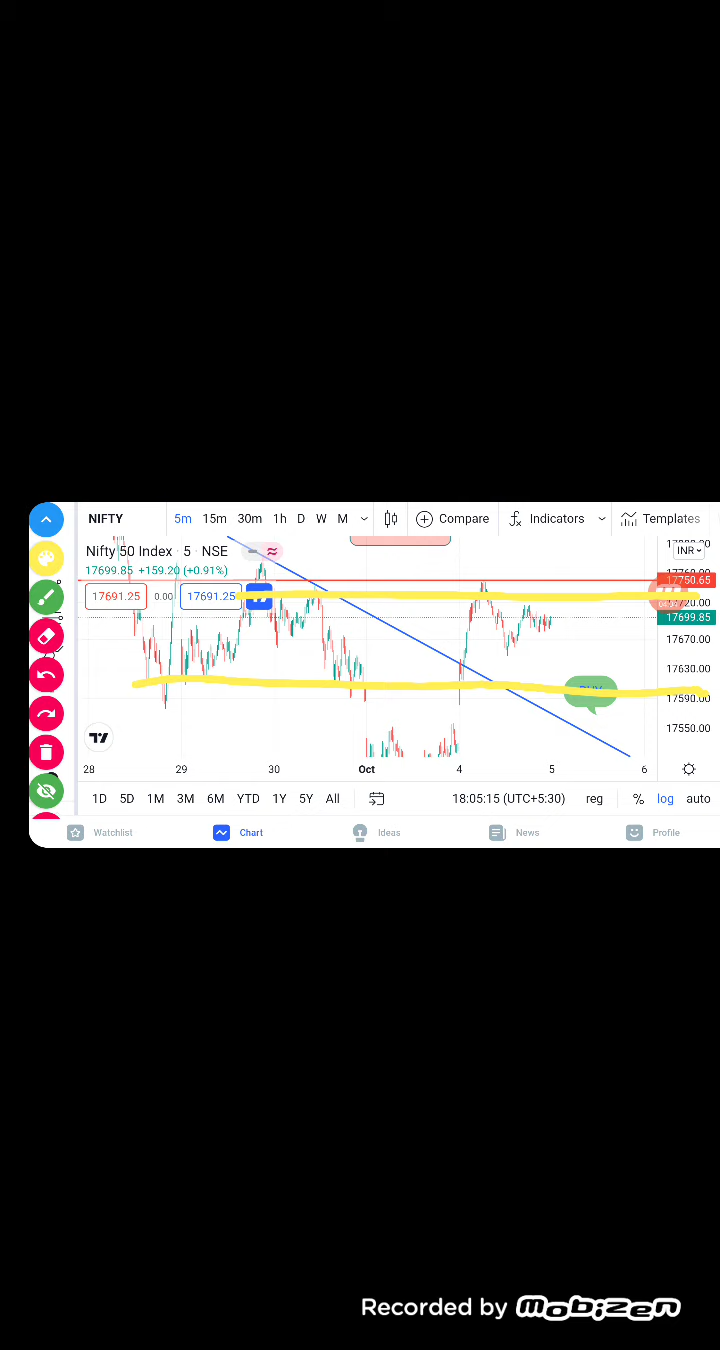 NIFTY 5m 15m 30m 1h D W M Compare Indicators Templates
Nifty 50 Index · 5 · NSE
INR
17699.85 +159.20 (+0.91%)
17750.65
17691.25 0.00 17691.25
17720.00
17699.85
17670.00
17630.00
17590.00
17550.00
28 29 30 Oct 4 5 6
1D 5D 1M 3M 6M YTD 1Y 5Y All 18:05:15 (UTC+5:30) reg % log auto
Watchlist Chart Ideas News Profile
Recorded by mobizen